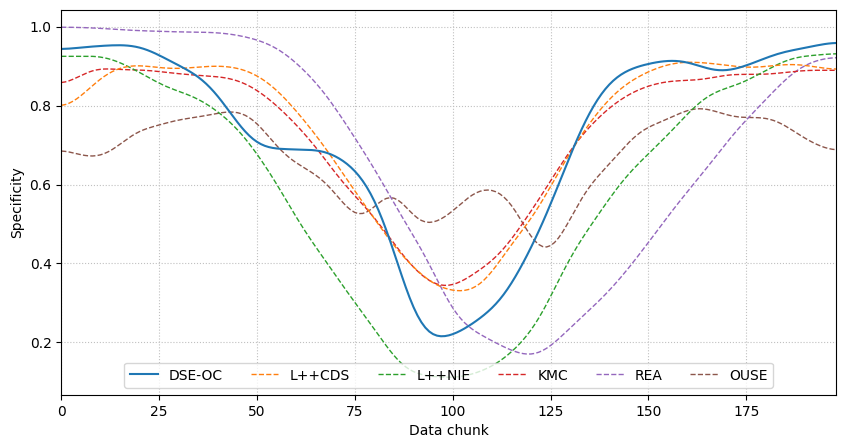 1.0
0.8
0.6
0.4
0.2
Specificity
DSE-OC L++CDS L++NIE KMC REA OUSE
0 25 50 75 100 125 150 175
Data chunk